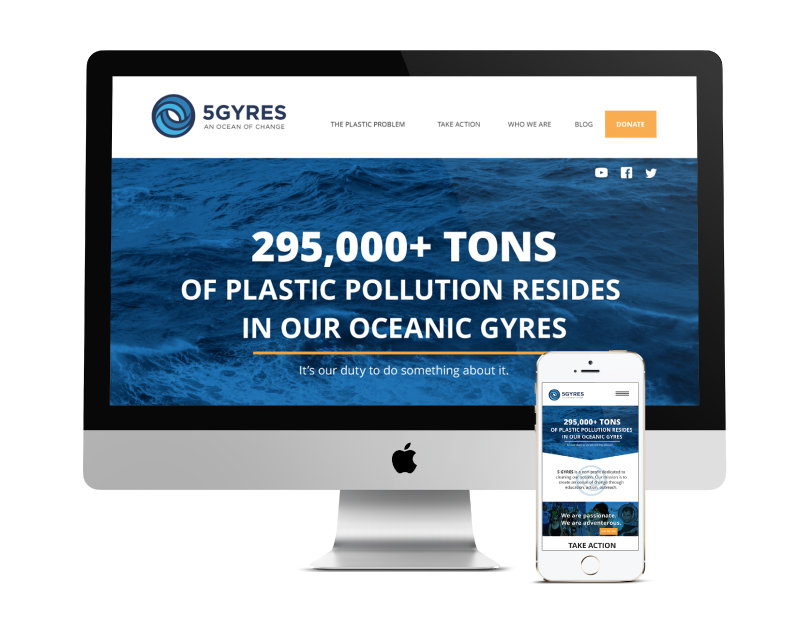 5GYRES
AN OCEAN OF CHANGE
THE PLASTIC PROBLEM
TAKE ACTION
WHO WE ARE
BLOG
DONATE
295,000+ TONS
OF PLASTIC POLLUTION RESIDES
IN OUR OCEANIC GYRES
It's our duty to do something about it.
5GYRES
295,000+ TONS
OF PLASTIC POLLUTION RESIDES
IN OUR OCEANIC GYRES
5 GYRES is a non profit dedicated to
cleaning our oceans. Our mission is to
create an ocean of change through
education, action, outreach.
We are passionate.
We are adventerous.
TAKE ACTION